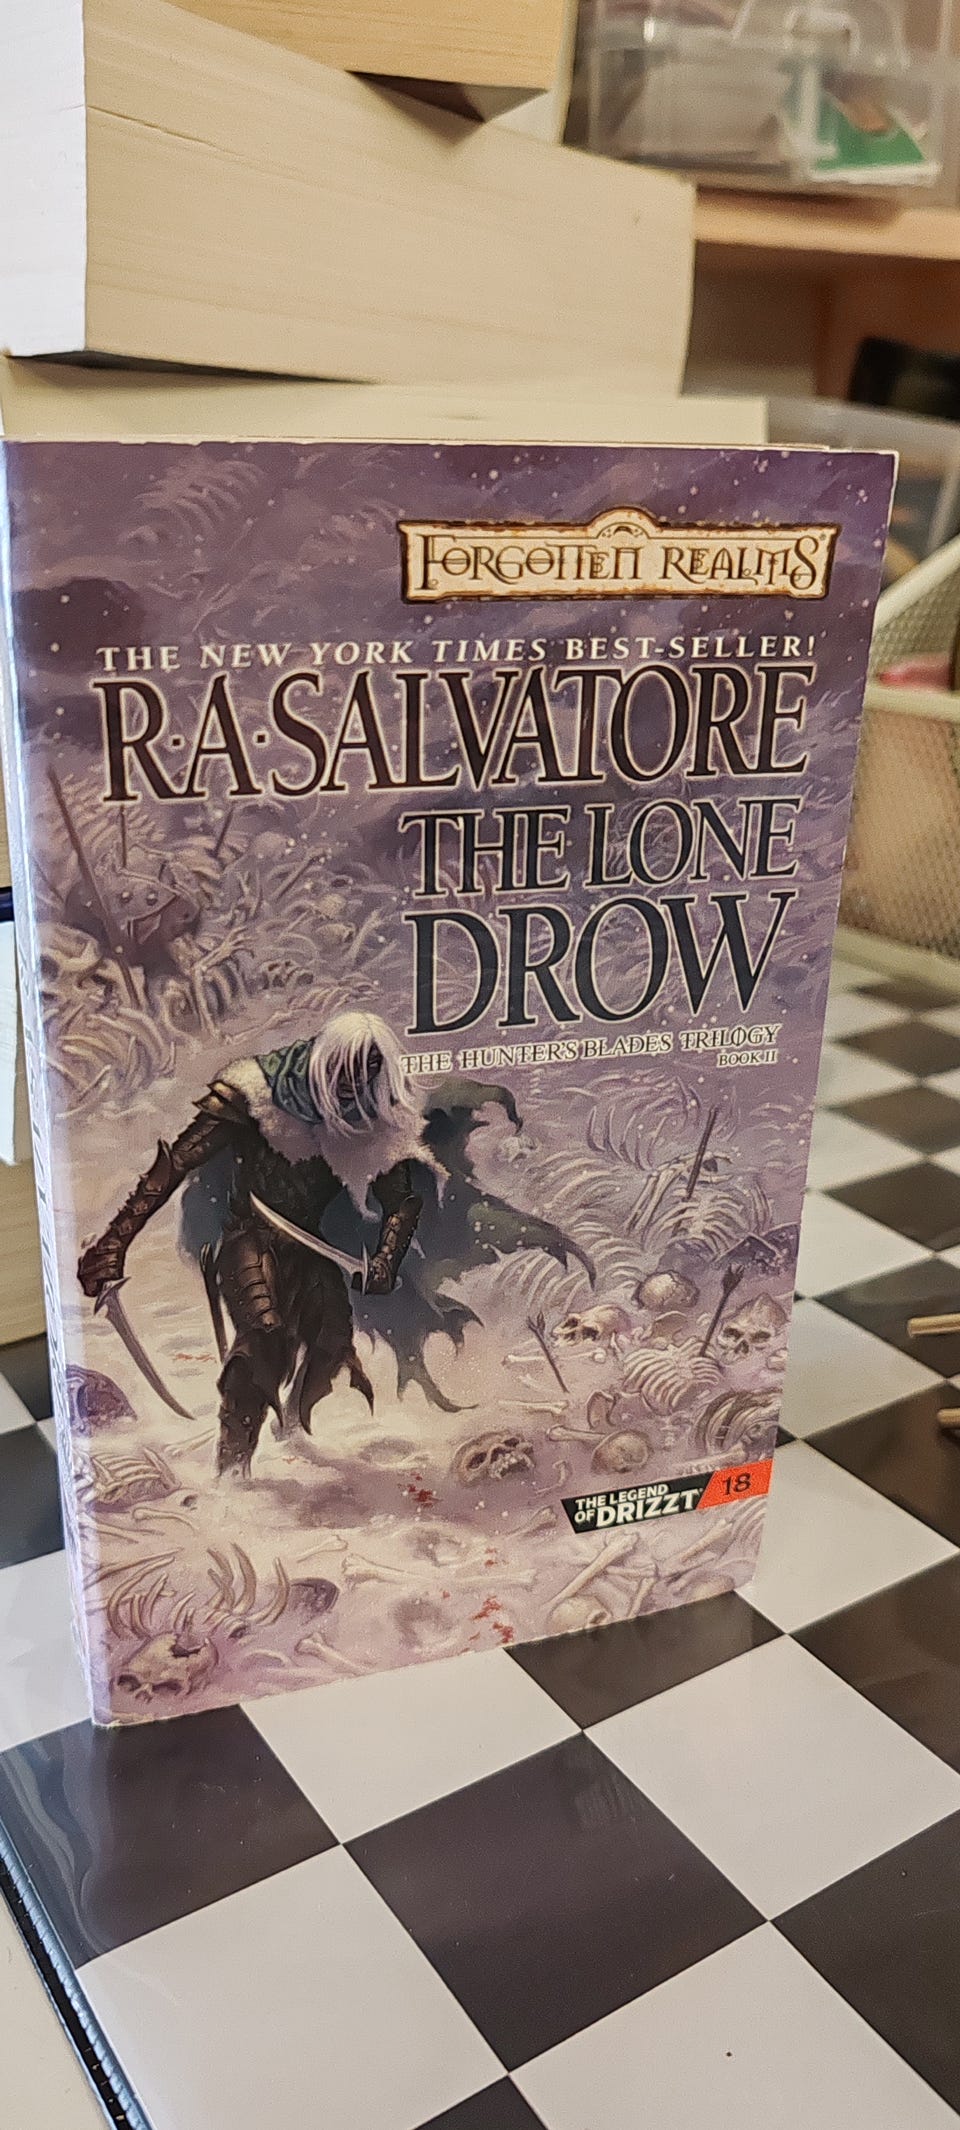 FORGOTTEN REALMS
THE NEW YORK TIMES BEST-SELLER!
R·A·SALVATORE
THE LONE
DROW
THE HUNTER'S BLADES TRILOGY
BOOK II
THE LEGEND
OF DRIZZT
18